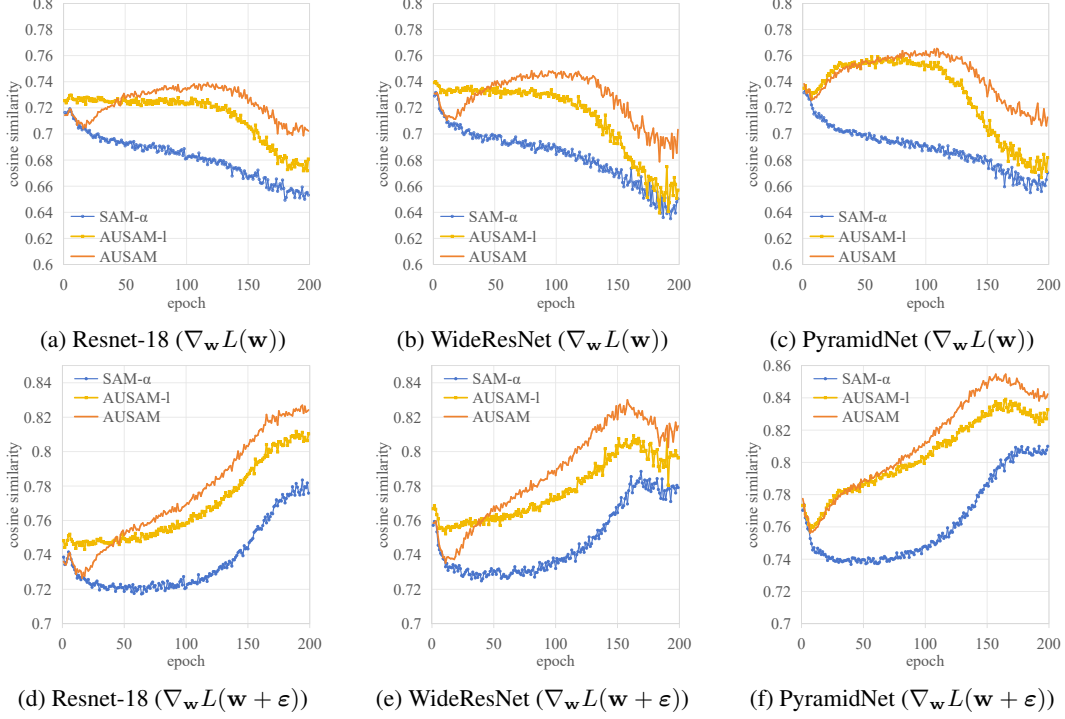 0.8
0.78
0.76
0.74
0.72
0.7
0.68
0.66
0.64
0.62
0.6
cosine similarity
SAM-α
AUSAM-l
AUSAM
0 50 100 150 200
epoch
(a) Resnet-18 (∇𝐰L(𝐰))
0.8
0.78
0.76
0.74
0.72
0.7
0.68
0.66
0.64
0.62
0.6
cosine similarity
SAM-α
AUSAM-l
AUSAM
0 50 100 150 200
epoch
(b) WideResNet (∇𝐰L(𝐰))
0.8
0.78
0.76
0.74
0.72
0.7
0.68
0.66
0.64
0.62
0.6
cosine similarity
SAM-α
AUSAM-l
AUSAM
0 50 100 150 200
epoch
(c) PyramidNet (∇𝐰L(𝐰))
0.84
0.82
0.8
0.78
0.76
0.74
0.72
0.7
cosine similarity
SAM-α
AUSAM-l
AUSAM
0 50 100 150 200
epoch
(d) Resnet-18 (∇𝐰L(𝐰 + 𝜺))
0.84
0.82
0.8
0.78
0.76
0.74
0.72
0.7
cosine similarity
SAM-α
AUSAM-l
AUSAM
0 50 100 150 200
epoch
(e) WideResNet (∇𝐰L(𝐰 + 𝜺))
0.86
0.84
0.82
0.8
0.78
0.76
0.74
0.72
0.7
cosine similarity
SAM-α
AUSAM-l
AUSAM
0 50 100 150 200
epoch
(f) PyramidNet (∇𝐰L(𝐰 + 𝜺))